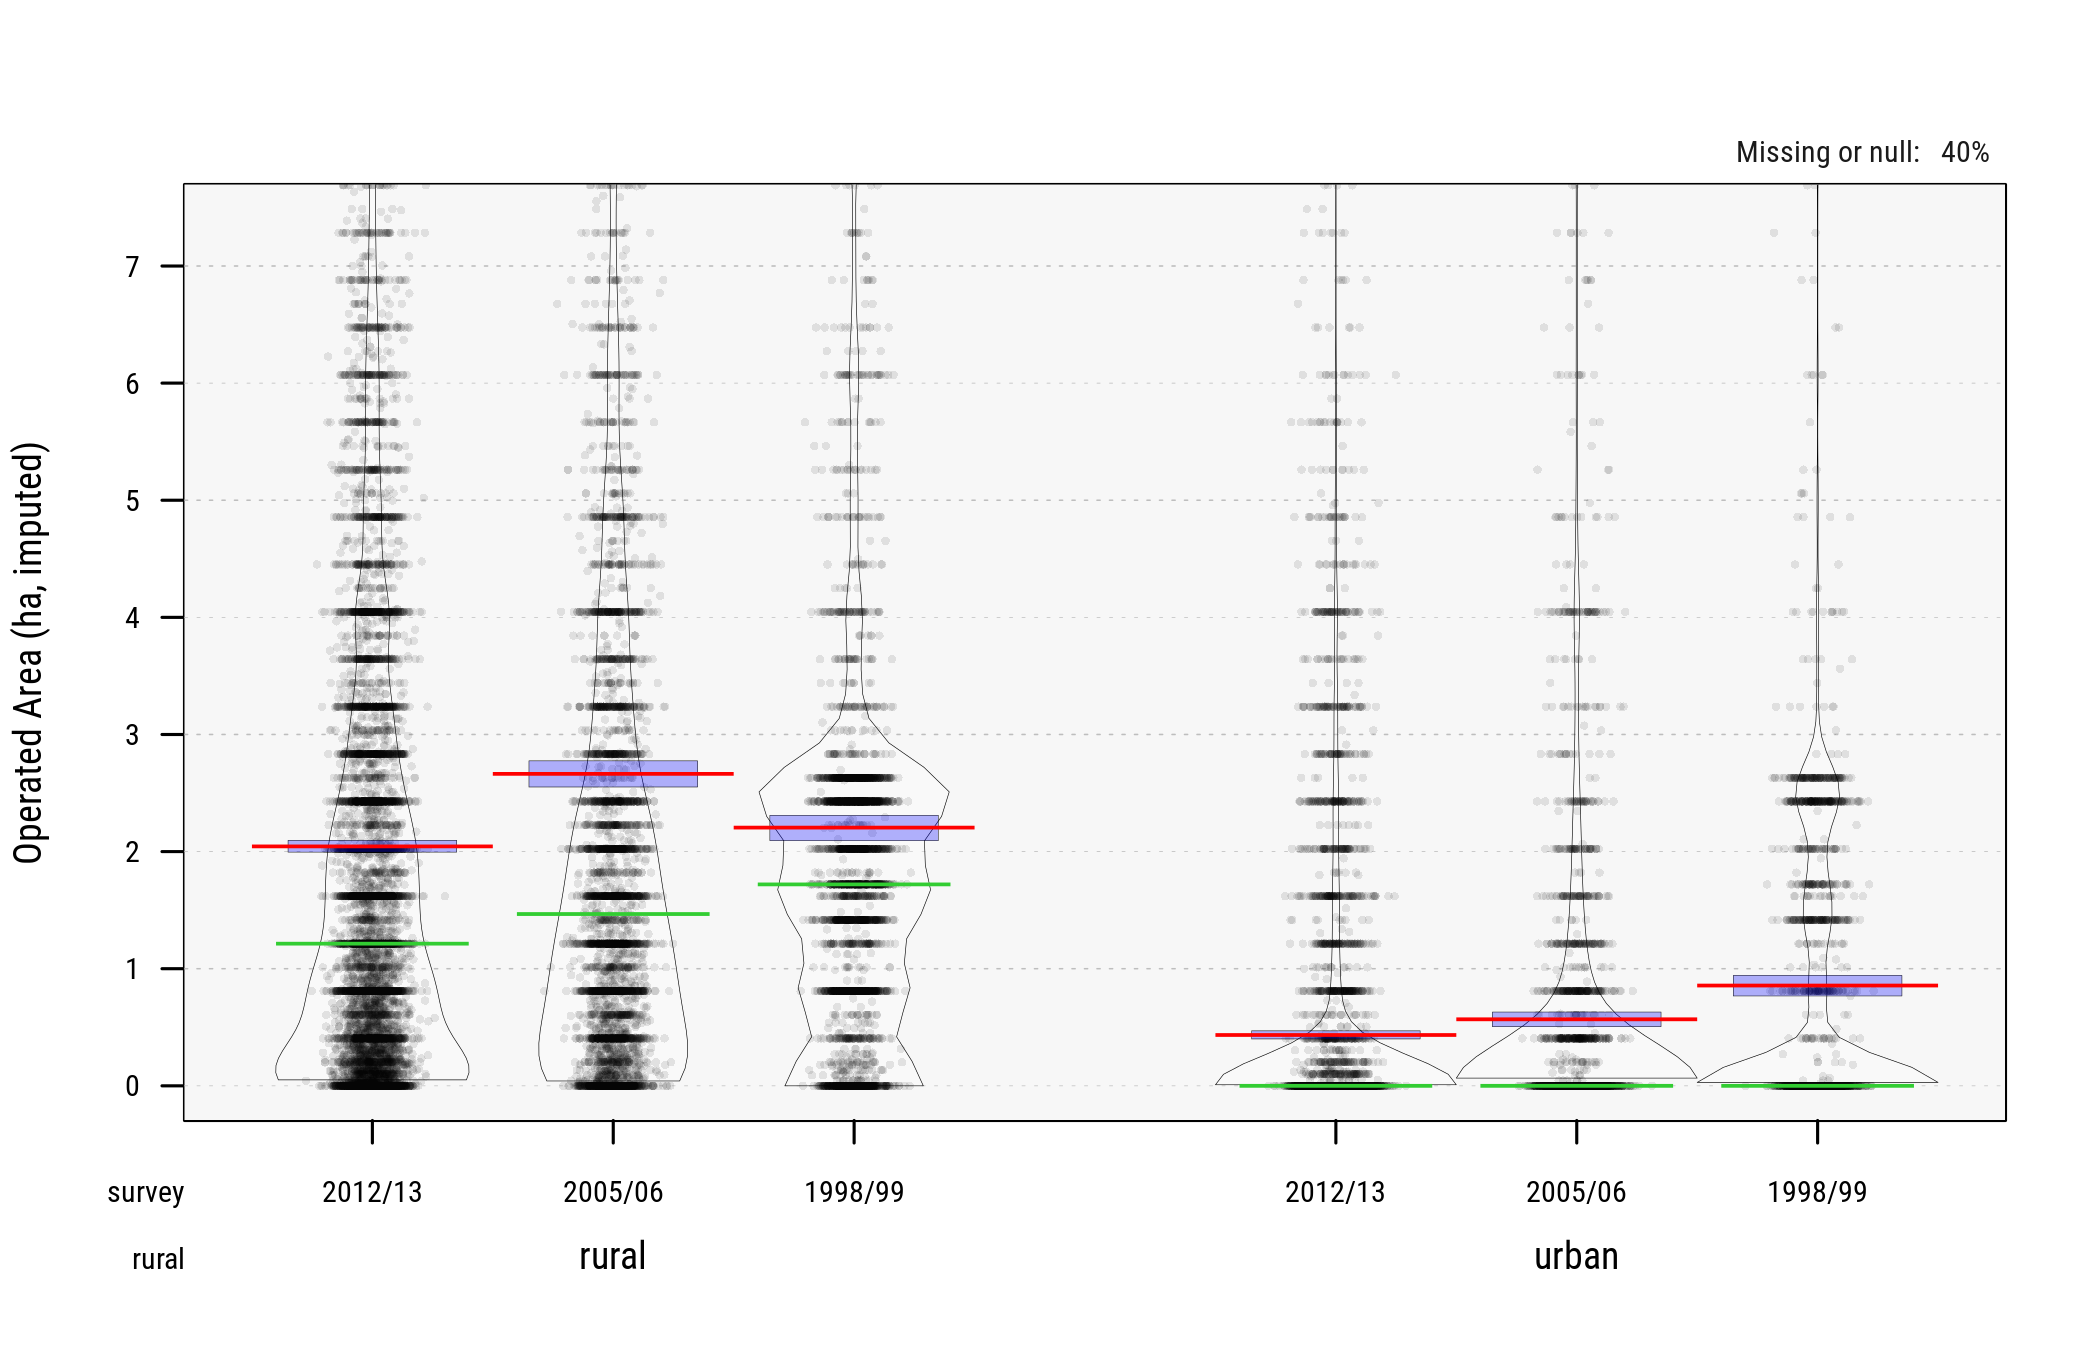 Missing or null: 40%
Operated Area (ha, imputed)
7
6
5
4
3
2
1
0
survey 2012/13 2005/06 1998/99 2012/13 2005/06 1998/99
rural rural urban